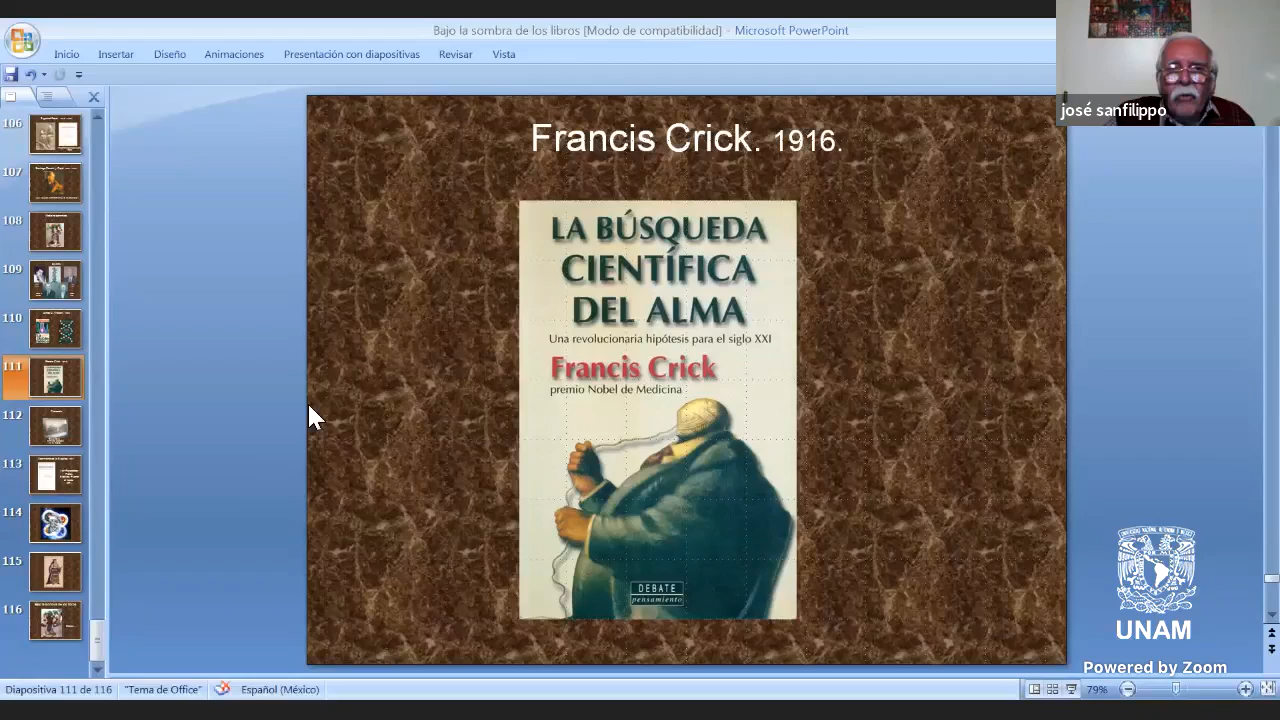 Bajo la sombra de los libros [Modo de compatibilidad] - Microsoft PowerPoint
Inicio Insertar Diseño Animaciones Presentación con diapositivas Revisar Vista
josé sanfilippo
106
107
108
109
110
111
112
113
114
115
116
Francis Crick. 1916.
LA BÚSQUEDA
CIENTÍFICA
DEL ALMA
Una revolucionaria hipótesis para el siglo XXI
Francis Crick
premio Nobel de Medicina
DEBATE
pensamiento
UNAM
Powered by Zoom
Diapositiva 111 de 116 "Tema de Office" Español (México) 79%